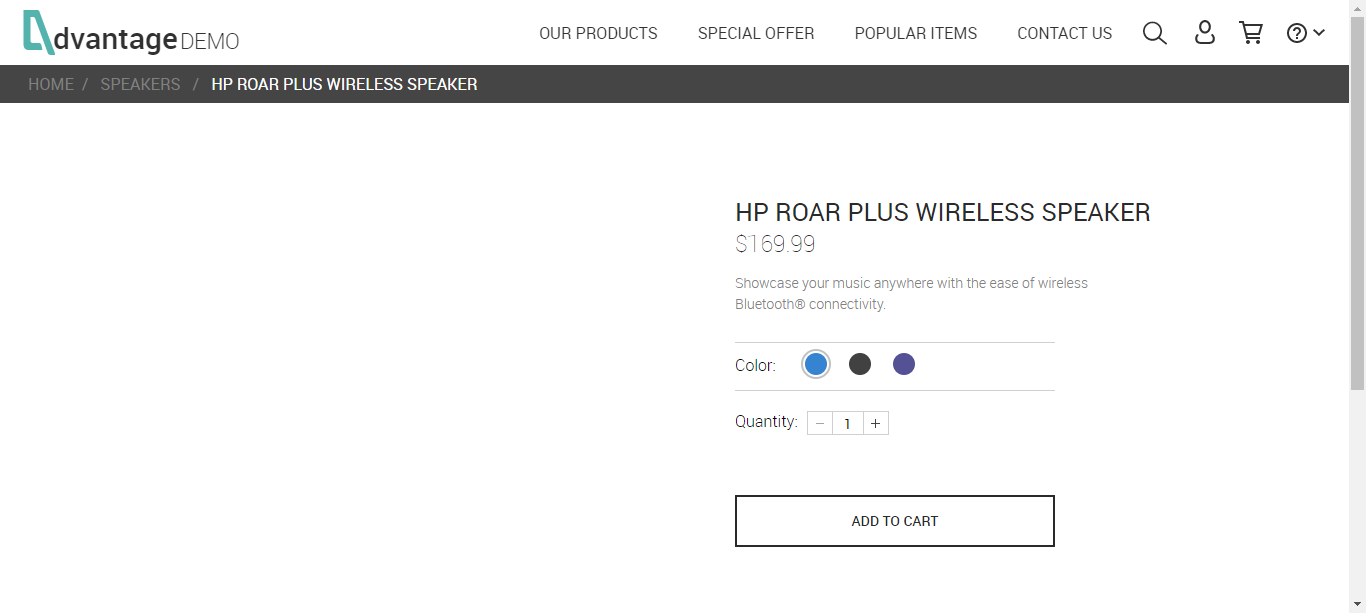 dvantage DEMO
OUR PRODUCTS SPECIAL OFFER POPULAR ITEMS CONTACT US ?
HOME / SPEAKERS / HP ROAR PLUS WIRELESS SPEAKER
HP ROAR PLUS WIRELESS SPEAKER
$169.99
Showcase your music anywhere with the ease of wireless
Bluetooth® connectivity.
Color:
Quantity: − 1 +
ADD TO CART